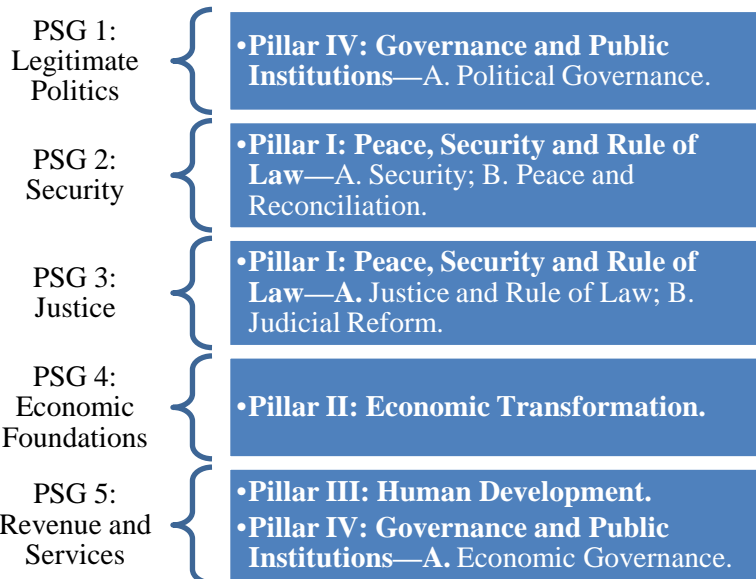 PSG 1:
Legitimate
Politics
•Pillar IV: Governance and Public
Institutions—A. Political Governance.
PSG 2:
Security
•Pillar I: Peace, Security and Rule of
Law—A. Security; B. Peace and
Reconciliation.
PSG 3:
Justice
•Pillar I: Peace, Security and Rule of
Law—A. Justice and Rule of Law; B.
Judicial Reform.
PSG 4:
Economic
Foundations
•Pillar II: Economic Transformation.
PSG 5:
Revenue and
Services
•Pillar III: Human Development.
•Pillar IV: Governance and Public
Institutions—A. Economic Governance.